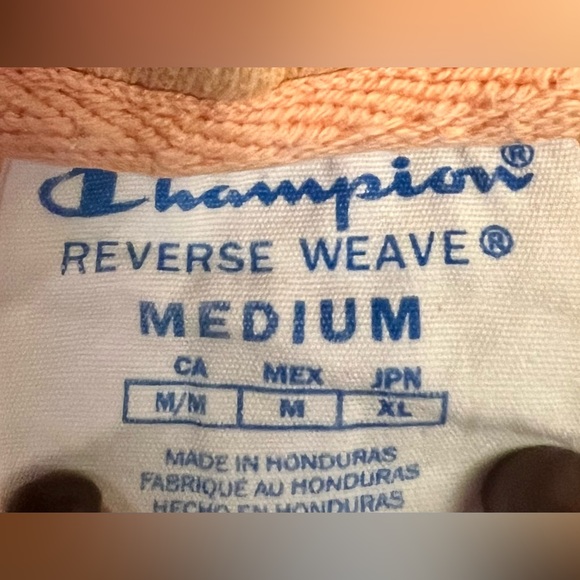 Champion®
REVERSE WEAVE®
MEDIUM
CA MEX JPN
M/M M XL
MADE IN HONDURAS
FABRIQUÉ AU HONDURAS
HECHO EN HONDURAS